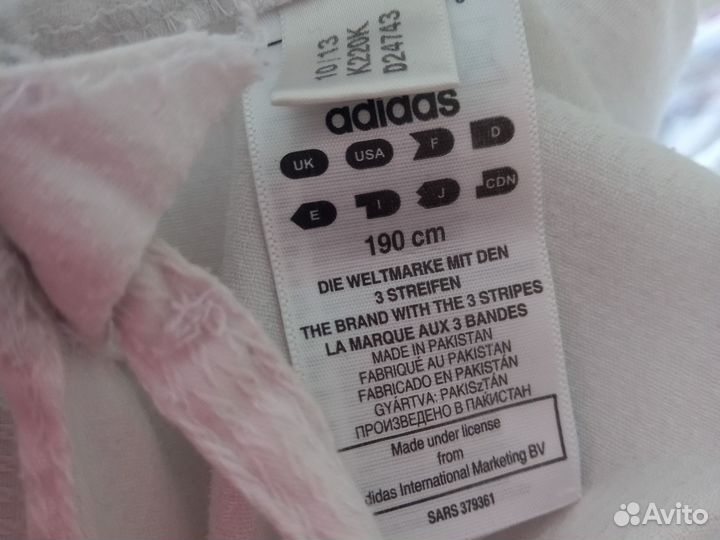 10/13
K220K
D24743
adidas
UK USA F D
E I J CDN
190 cm
DIE WELTMARKE MIT DEN
3 STREIFEN
THE BRAND WITH THE 3 STRIPES
LA MARQUE AUX 3 BANDES
MADE IN PAKISTAN
FABRIQUÉ AU PAKISTAN
FABRICADO EN PAKISTÁN
GYÁRTVA: PAKISZTÁN
ПРОИЗВЕДЕНО В ПАКИСТАН
Made under license
from
didas International Marketing BV
SARS 379361
Avito